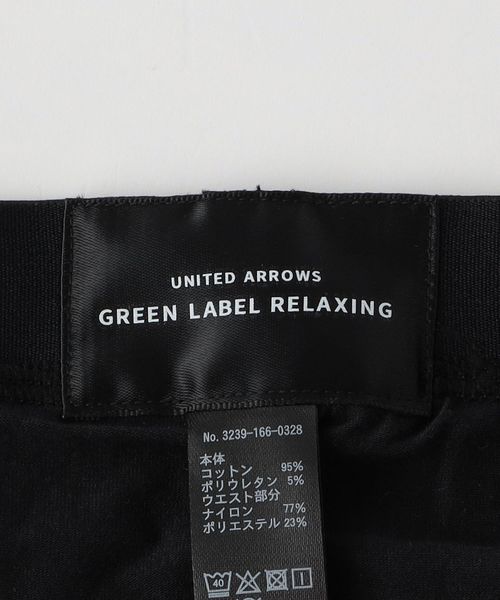 UNITED ARROWS
GREEN LABEL RELAXING
No. 3239-166-0328
本体
コットン 95%
ポリウレタン 5%
ウエスト部分
ナイロン 77%
ポリエステル 23%
40